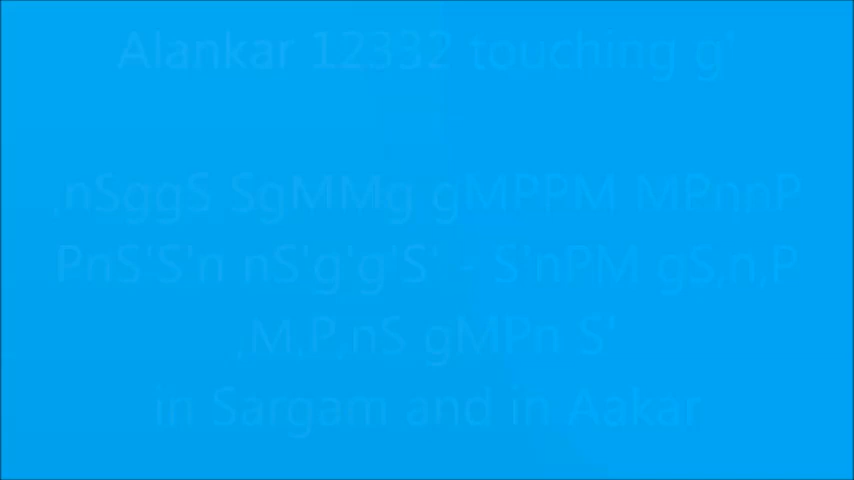 Alankar 12332 touching g'
,nSggS SgMMg gMPPM MPnnP
PnS'S'n nS'g'g'S' - S'nPM gS,n,P
,M,P,nS gMPn S'
in Sargam and in Aakar